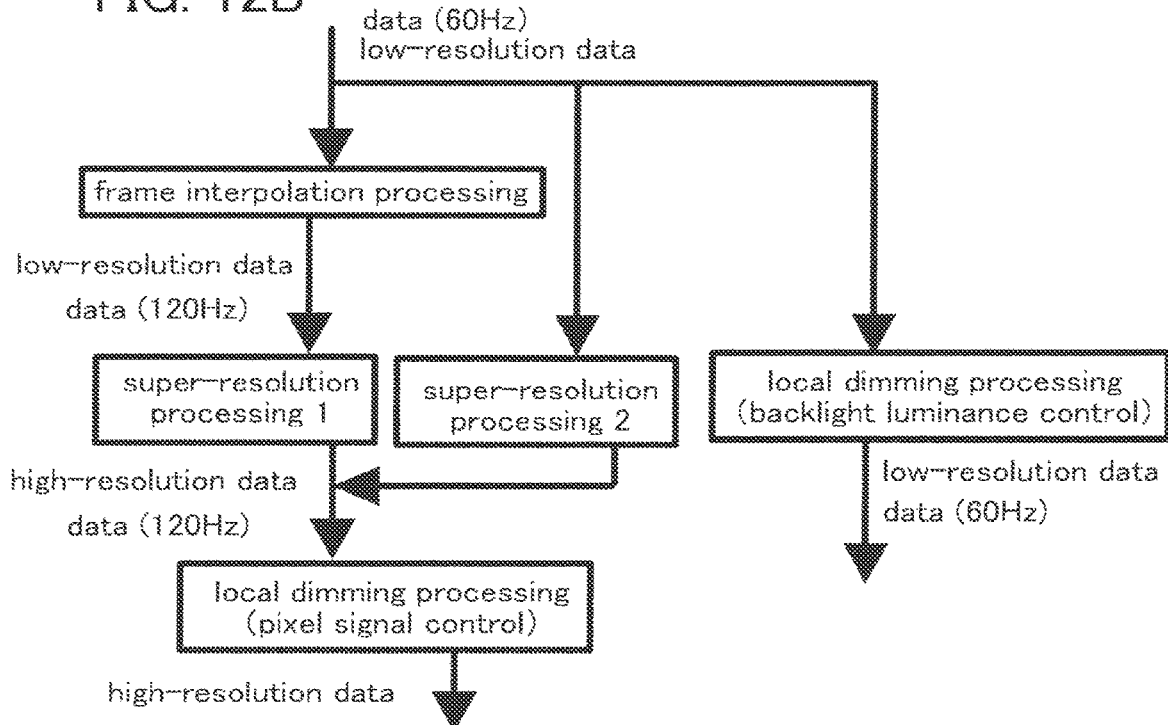 FIG. 12B
data (60Hz)
low-resolution data
frame interpolation processing
low-resolution data
data (120Hz)
super-resolution
processing 1
super-resolution
processing 2
local dimming processing
(backlight luminance control)
high-resolution data
data (120Hz)
low-resolution data
data (60Hz)
local dimming processing
(pixel signal control)
high-resolution data